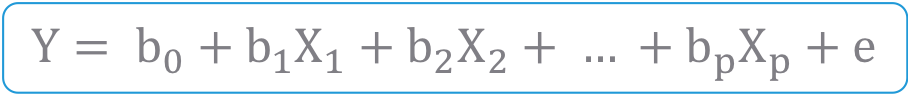 Y = b₀ + b₁X₁ + b₂X₂ + ... + bₚXₚ + e